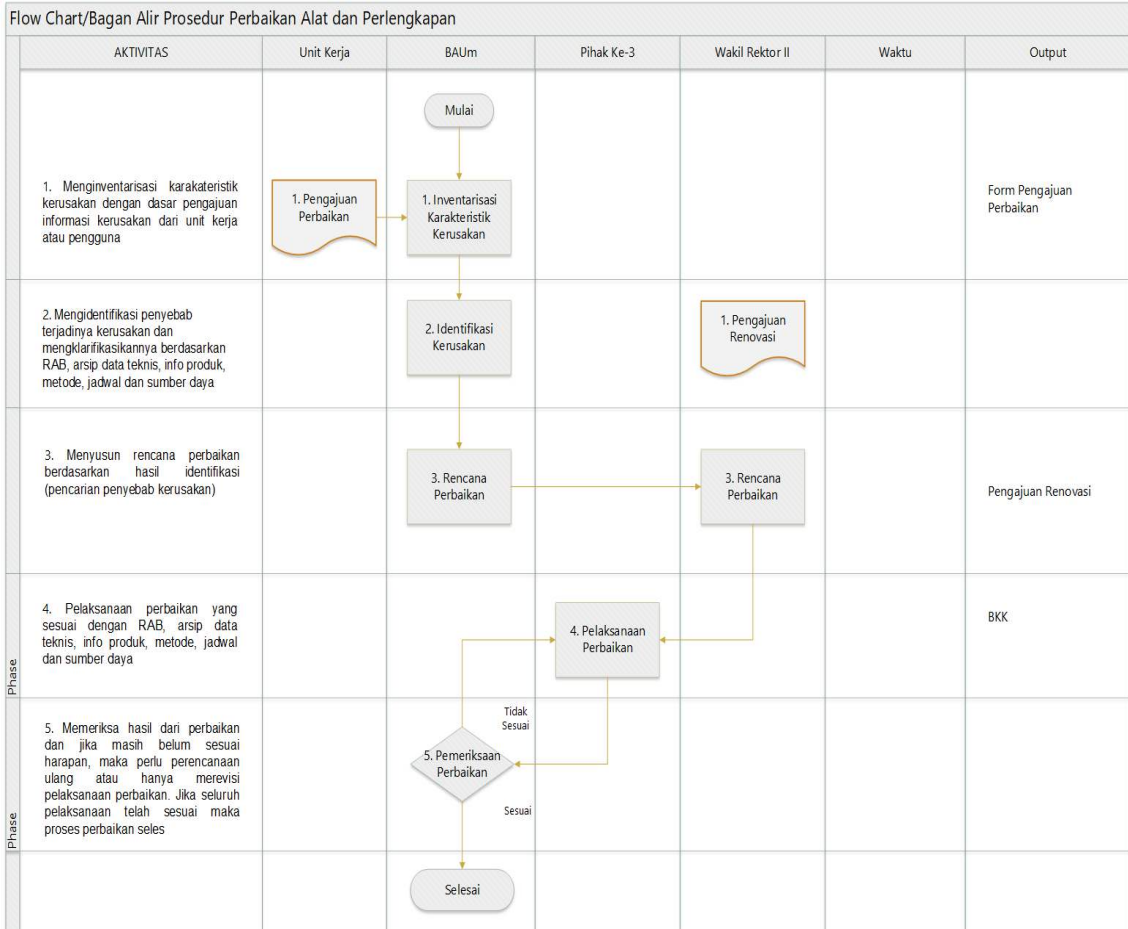 Flow Chart/Bagan Alir Prosedur Perbaikan Alat dan Perlengkapan
AKTIVITAS
Unit Kerja
BAUm
Pihak Ke-3
Wakil Rektor II
Waktu
Output
Mulai
1. Menginventarisasi karakateristik
kerusakan dengan dasar pengajuan
informasi kerusakan dari unit kerja
atau pengguna
1. Pengajuan
Perbaikan
1. Inventarisasi
Karakteristik
Kerusakan
Form Pengajuan
Perbaikan
2. Mengidentifikasi penyebab
terjadinya kerusakan dan
mengklarifikasikannya berdasarkan
RAB, arsip data teknis, info produk,
metode, jadwal dan sumber daya
2. Identifikasi
Kerusakan
1. Pengajuan
Renovasi
3. Menyusun rencana perbaikan
berdasarkan hasil identifikasi
(pencarian penyebab kerusakan)
3. Rencana
Perbaikan
3. Rencana
Perbaikan
Pengajuan Renovasi
Phase
4. Pelaksanaan perbaikan yang
sesuai dengan RAB, arsip data
teknis, info produk, metode, jadwal
dan sumber daya
4. Pelaksanaan
Perbaikan
BKK
Phase
5. Memeriksa hasil dari perbaikan
dan jika masih belum sesuai
harapan, maka perlu perencanaan
ulang atau hanya merevisi
pelaksanaan perbaikan. Jika seluruh
pelaksanaan telah sesuai maka
proses perbaikan seles
Tidak
Sesuai
5. Pemeriksaan
Perbaikan
Sesuai
Selesai